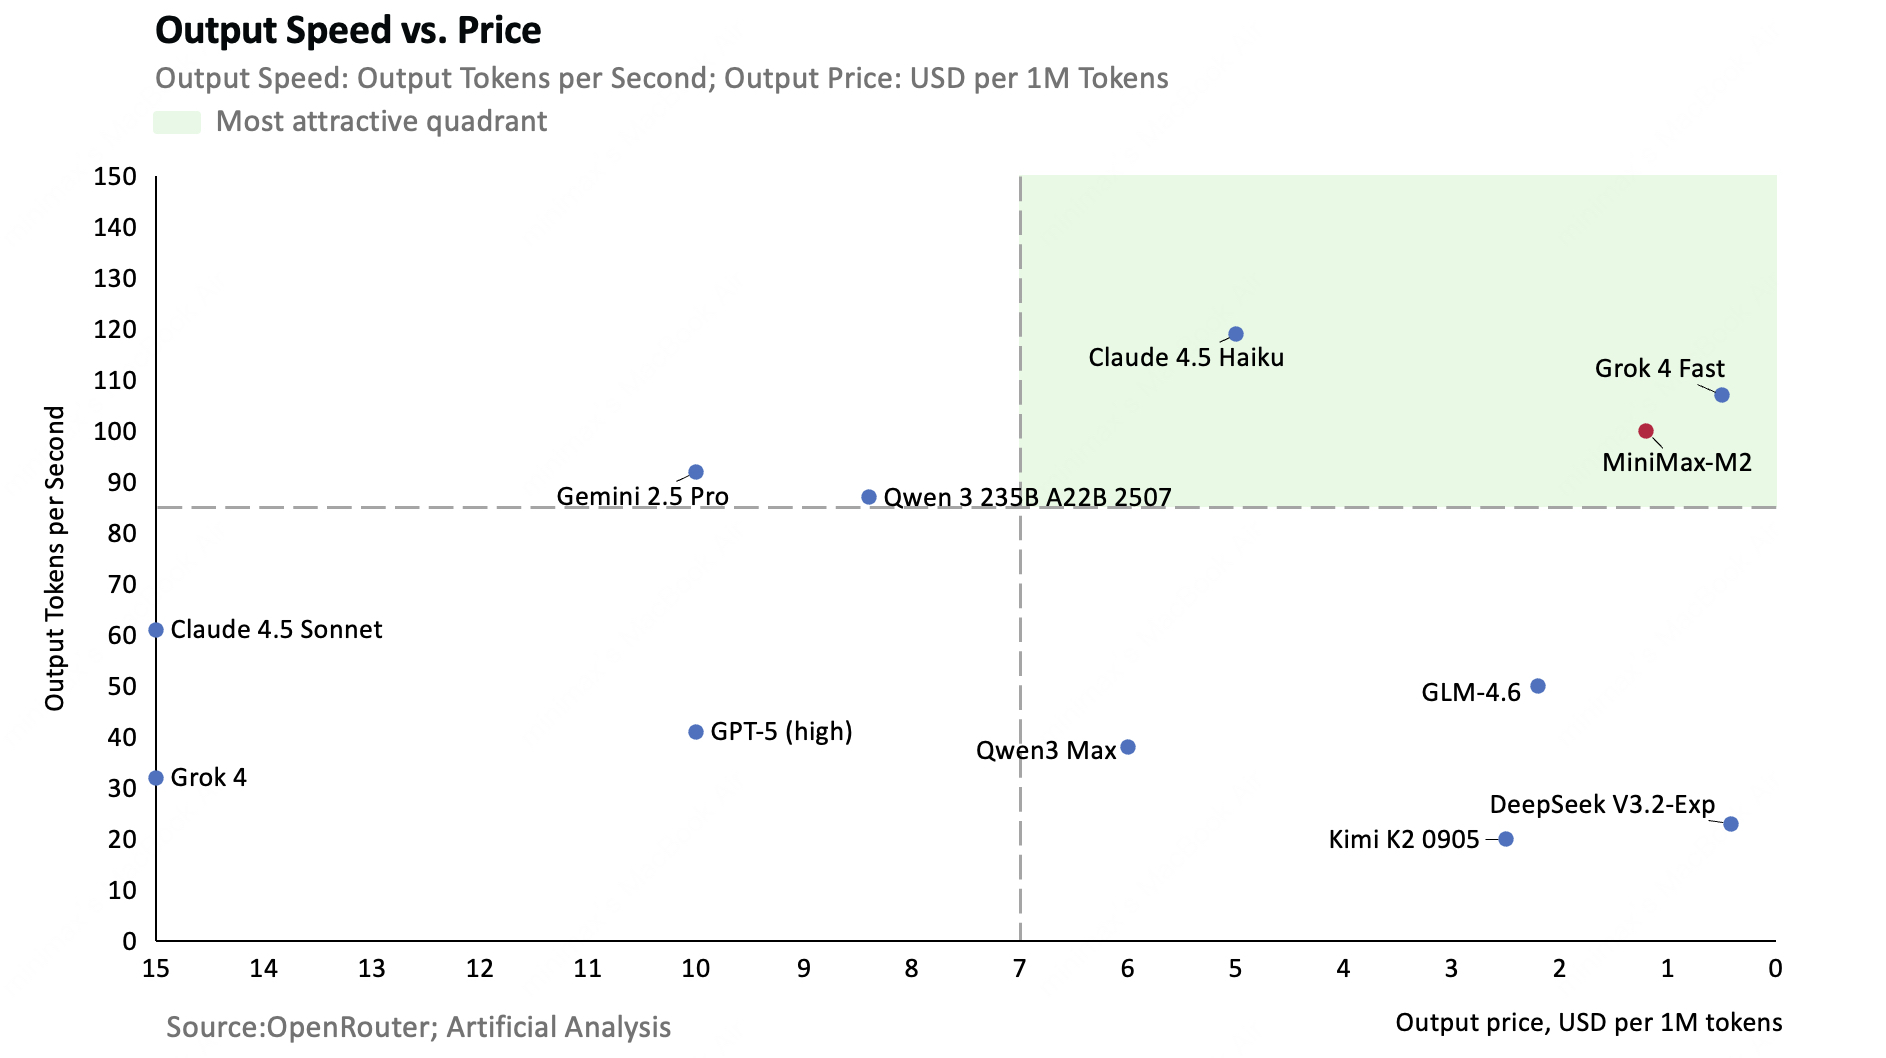 Output Speed vs. Price
Output Speed: Output Tokens per Second; Output Price: USD per 1M Tokens
Most attractive quadrant
150
140
130
120
110
100
90
80
70
60
50
40
30
20
10
0
Output Tokens per Second
Claude 4.5 Haiku
Grok 4 Fast
MiniMax-M2
Gemini 2.5 Pro
Qwen 3 235B A22B 2507
Claude 4.5 Sonnet
GLM-4.6
GPT-5 (high)
Qwen3 Max
Grok 4
DeepSeek V3.2-Exp
Kimi K2 0905
15 14 13 12 11 10 9 8 7 6 5 4 3 2 1 0
Output price, USD per 1M tokens
Source:OpenRouter; Artificial Analysis